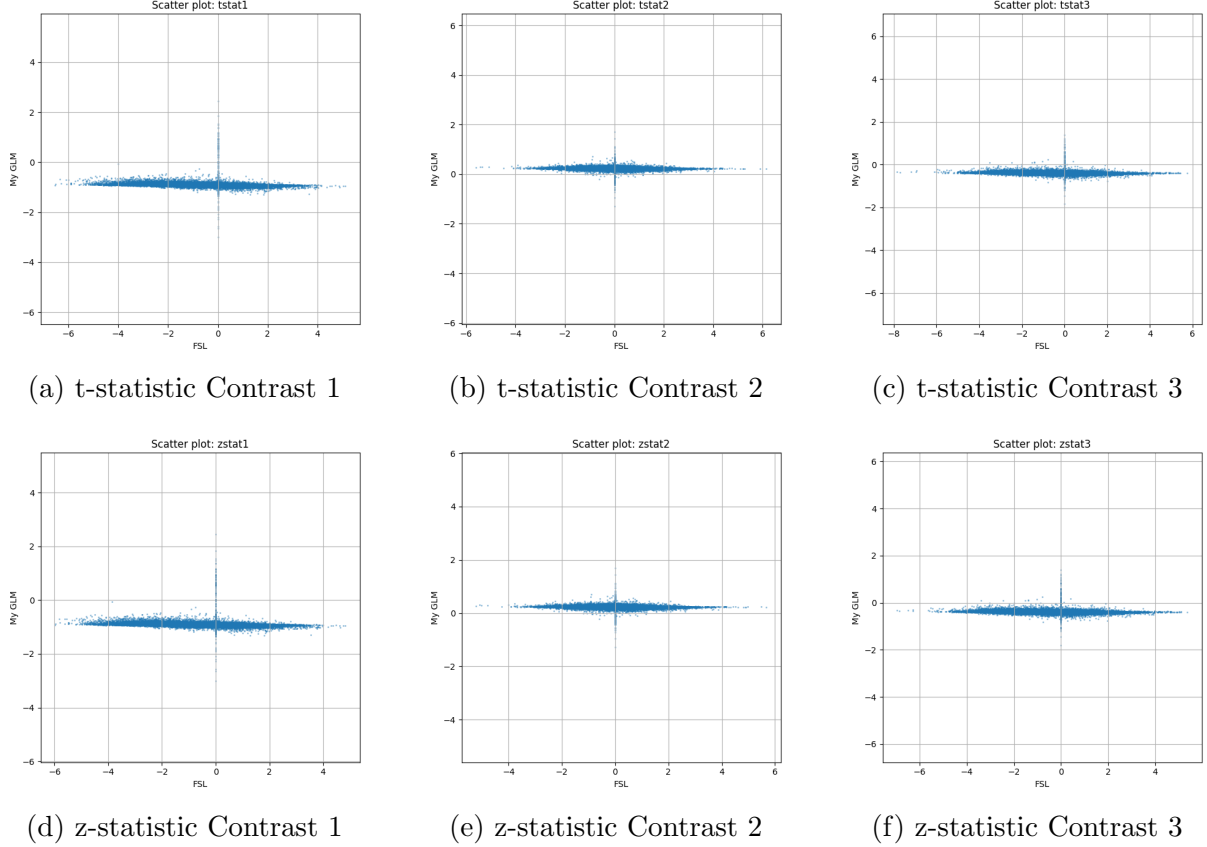 Scatter plot: tstat1
Scatter plot: tstat2
Scatter plot: tstat3
4
2
0
−2
−4
−6
My GLM
−6 −4 −2 0 2 4
FSL
6
4
2
0
−2
−4
−6
My GLM
−6 −4 −2 0 2 4 6
FSL
6
4
2
0
−2
−4
−6
My GLM
−8 −6 −4 −2 0 2 4 6
FSL
(a) t-statistic Contrast 1
(b) t-statistic Contrast 2
(c) t-statistic Contrast 3
Scatter plot: zstat1
Scatter plot: zstat2
Scatter plot: zstat3
4
2
0
−2
−4
−6
My GLM
−6 −4 −2 0 2 4
FSL
6
4
2
0
−2
−4
My GLM
−4 −2 0 2 4 6
FSL
6
4
2
0
−2
−4
−6
My GLM
−6 −4 −2 0 2 4
FSL
(d) z-statistic Contrast 1
(e) z-statistic Contrast 2
(f) z-statistic Contrast 3